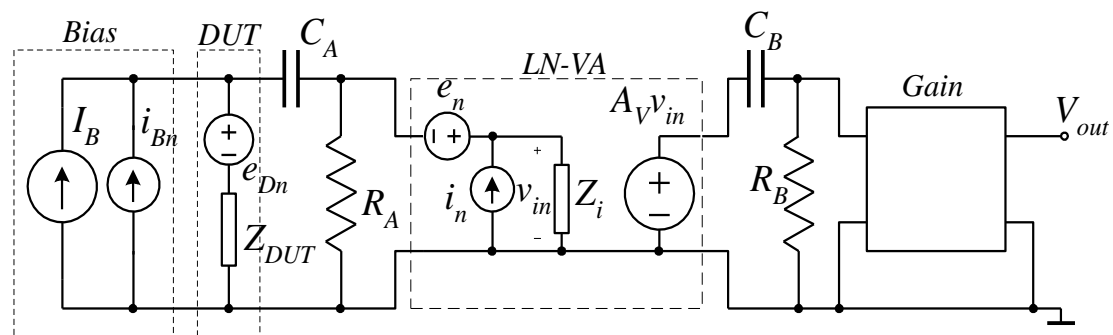 Bias
DUT
C_A
LN-VA
C_B
Gain
I_B
i_Bn
e_Dn
Z_DUT
R_A
e_n
i_n
v_in
Z_i
A_V v_in
R_B
V_out